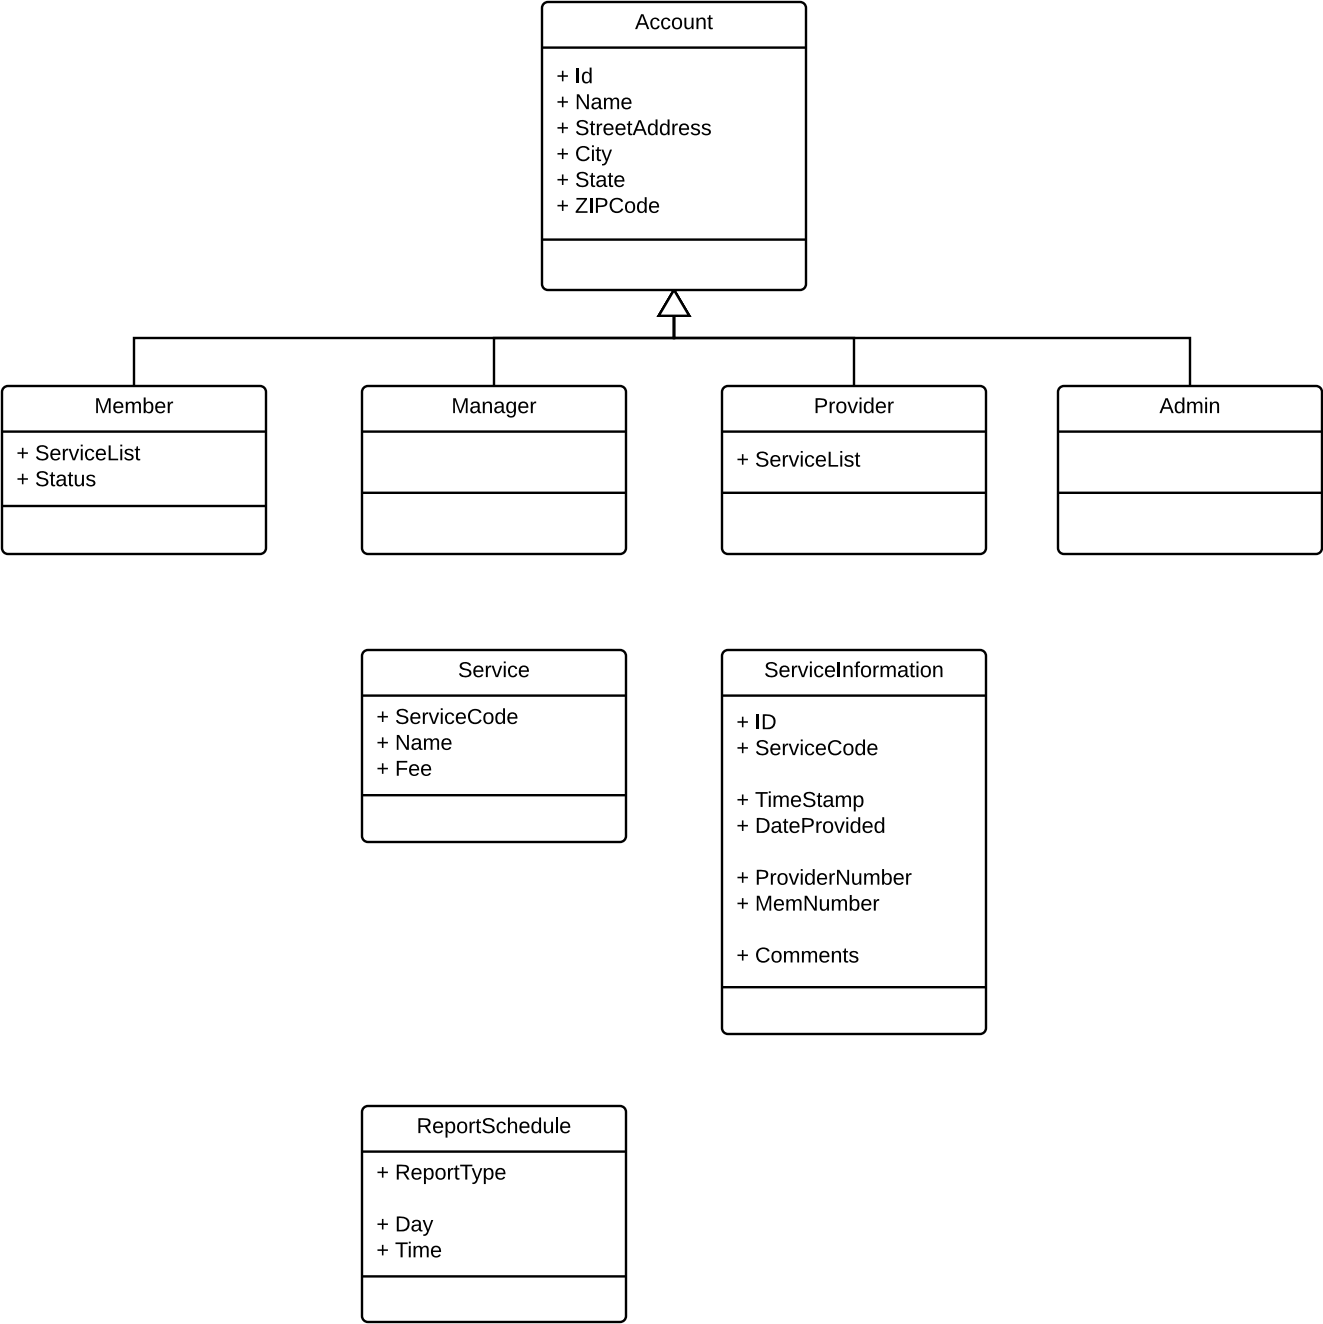 Account
+ Id
+ Name
+ StreetAddress
+ City
+ State
+ ZIPCode
Member
+ ServiceList
+ Status
Manager
Provider
+ ServiceList
Admin
Service
+ ServiceCode
+ Name
+ Fee
ServiceInformation
+ ID
+ ServiceCode
+ TimeStamp
+ DateProvided
+ ProviderNumber
+ MemNumber
+ Comments
ReportSchedule
+ ReportType
+ Day
+ Time